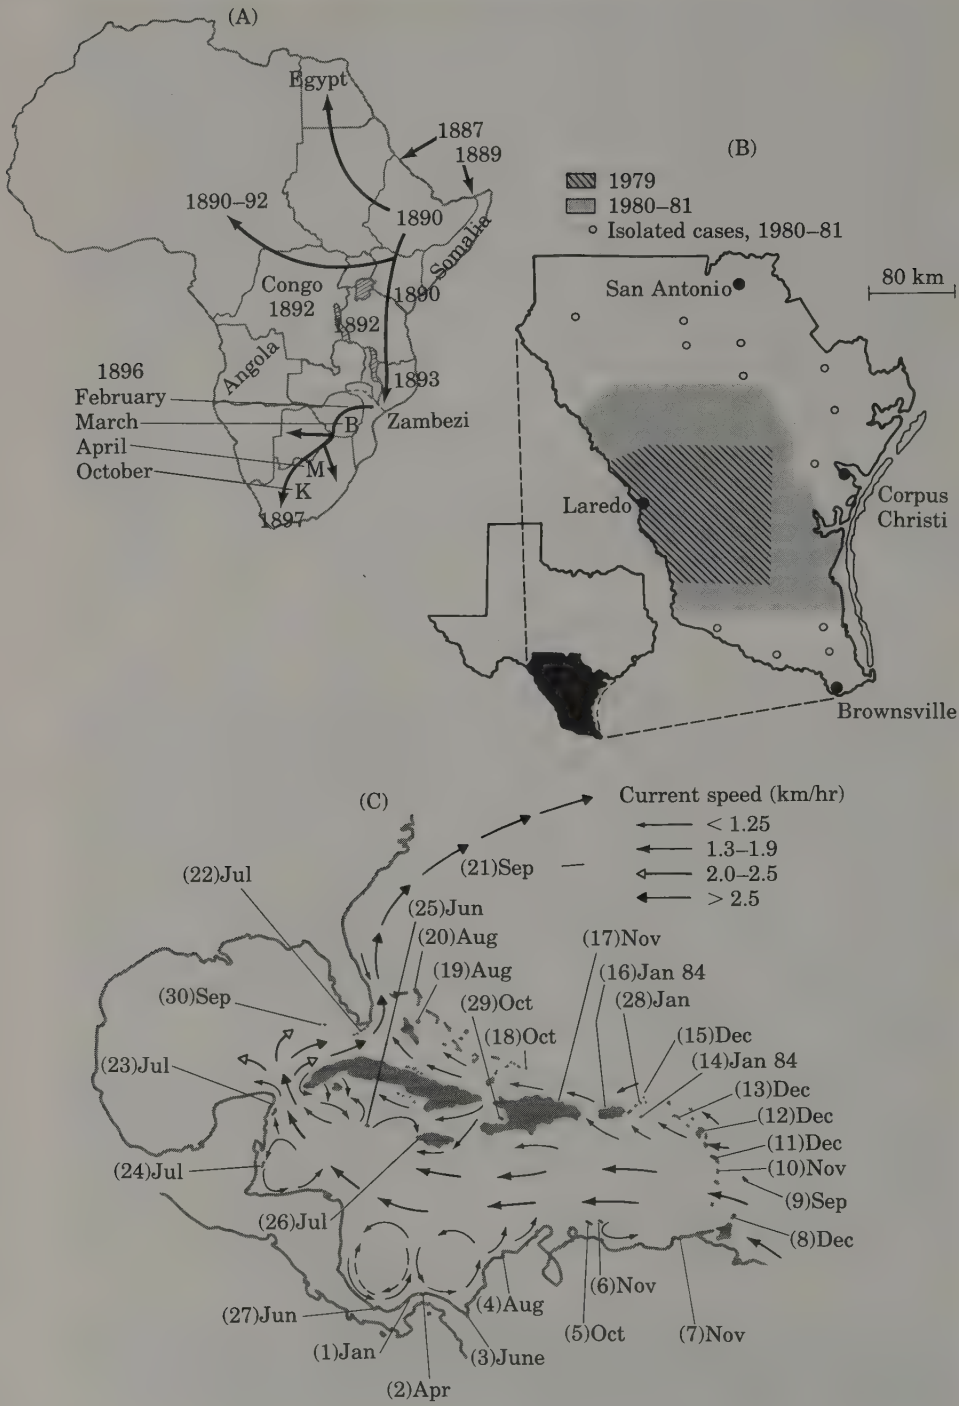 (A)
Egypt
1887
1889
1890–92
1890
Somalia
Congo
1892
1890
1892
Angola
1893
1896
February
March
April
October
Zambezi
B
M
K
1897
(B)
1979
1980–81
Isolated cases, 1980–81
80 km
San Antonio
Laredo
Corpus
Christi
Brownsville
(C)
Current speed (km/hr)
< 1.25
1.3–1.9
2.0–2.5
> 2.5
(21)Sep
(22)Jul
(25)Jun
(20)Aug
(17)Nov
(19)Aug
(16)Jan 84
(30)Sep
(29)Oct
(28)Jan
(18)Oct
(15)Dec
(14)Jan 84
(23)Jul
(13)Dec
(12)Dec
(11)Dec
(24)Jul
(10)Nov
(9)Sep
(26)Jul
(8)Dec
(6)Nov
(4)Aug
(27)Jun
(5)Oct
(7)Nov
(1)Jan
(3)June
(2)Apr